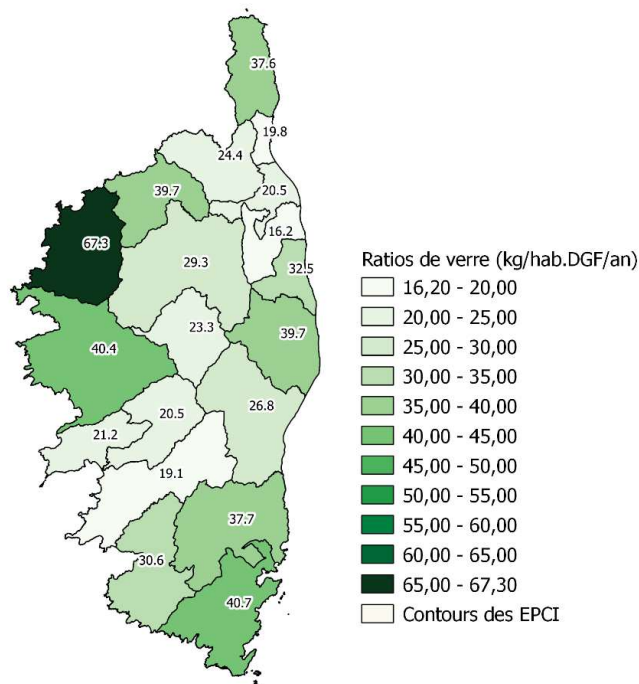 37.6
19.8
24.4
20.5
39.7
16.2
67.3
29.3
32.5
23.3
39.7
40.4
26.8
20.5
21.2
19.1
37.7
30.6
40.7
Ratios de verre (kg/hab.DGF/an)
16,20 - 20,00
20,00 - 25,00
25,00 - 30,00
30,00 - 35,00
35,00 - 40,00
40,00 - 45,00
45,00 - 50,00
50,00 - 55,00
55,00 - 60,00
60,00 - 65,00
65,00 - 67,30
Contours des EPCI